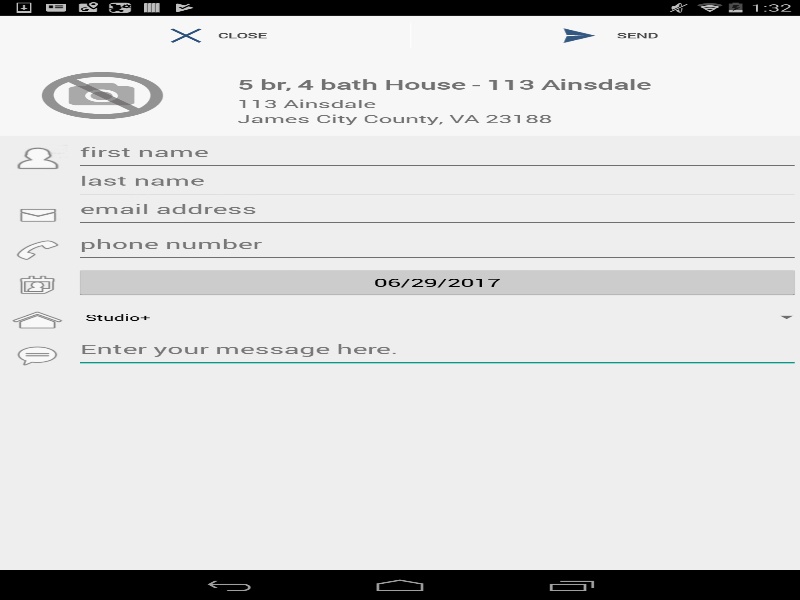 1:32
CLOSE
SEND
5 br, 4 bath House - 113 Ainsdale
113 Ainsdale
James City County, VA 23188
first name
last name
email address
phone number
06/29/2017
Studio+
Enter your message here.